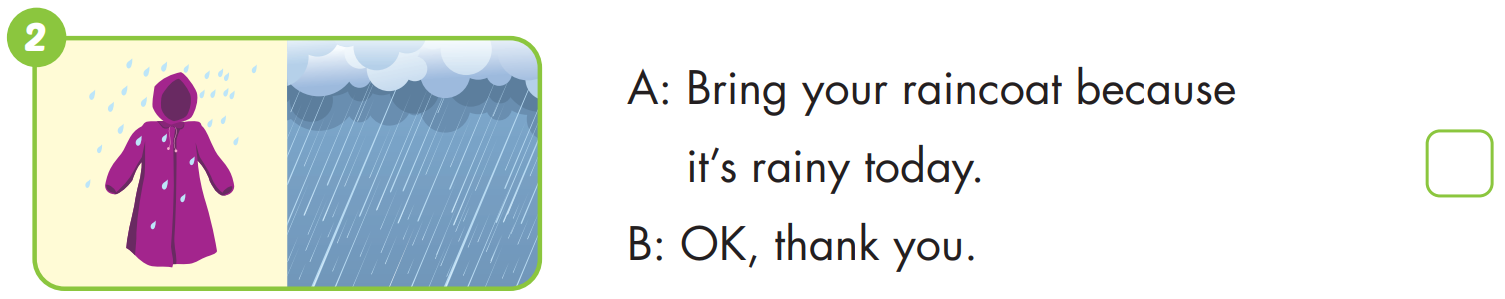 2
A: Bring your raincoat because
it's rainy today.
B: OK, thank you.